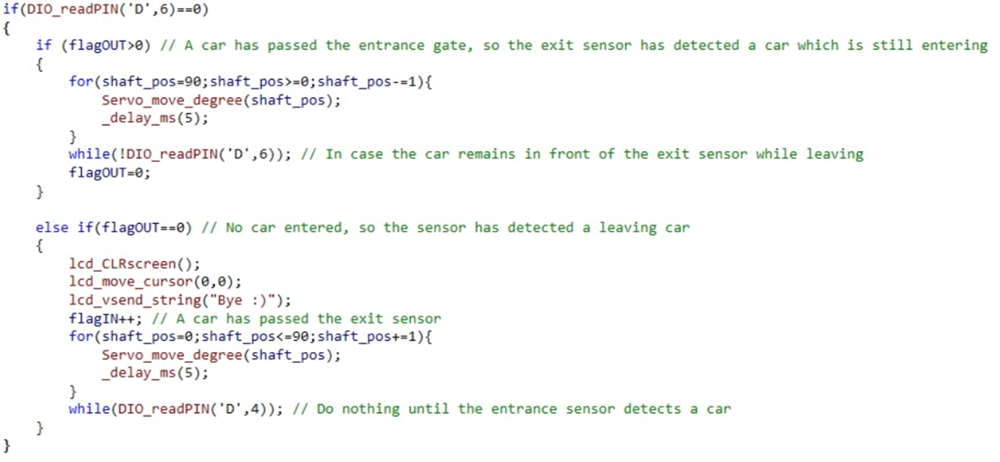 if(DIO_readPIN('D',6)==0)
{
    if (flagOUT>0) // A car has passed the entrance gate, so the exit sensor has detected a car which is still entering
    {
        for(shaft_pos=90;shaft_pos>=0;shaft_pos-=1){
            Servo_move_degree(shaft_pos);
            _delay_ms(5);
        }
        while(!DIO_readPIN('D',6)); // In case the car remains in front of the exit sensor while leaving
        flagOUT=0;
    }

    else if(flagOUT==0) // No car entered, so the sensor has detected a leaving car
    {
        lcd_CLRscreen();
        lcd_move_cursor(0,0);
        lcd_vsend_string("Bye :)");
        flagIN++; // A car has passed the exit sensor
        for(shaft_pos=0;shaft_pos<=90;shaft_pos+=1){
            Servo_move_degree(shaft_pos);
            _delay_ms(5);
        }
        while(DIO_readPIN('D',4)); // Do nothing until the entrance sensor detects a car
    }
}